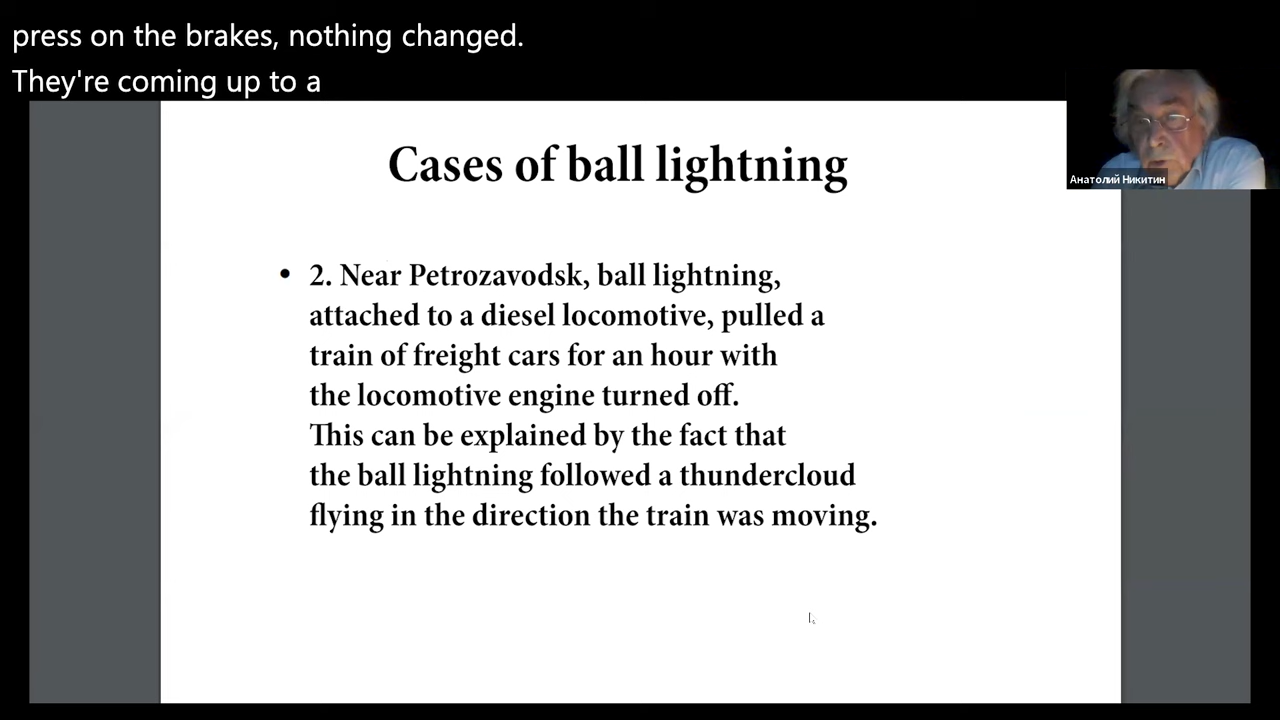 press on the brakes, nothing changed.
They're coming up to a
Анатолий Никитин
Cases of ball lightning
• 2. Near Petrozavodsk, ball lightning,
attached to a diesel locomotive, pulled a
train of freight cars for an hour with
the locomotive engine turned off.
This can be explained by the fact that
the ball lightning followed a thundercloud
flying in the direction the train was moving.